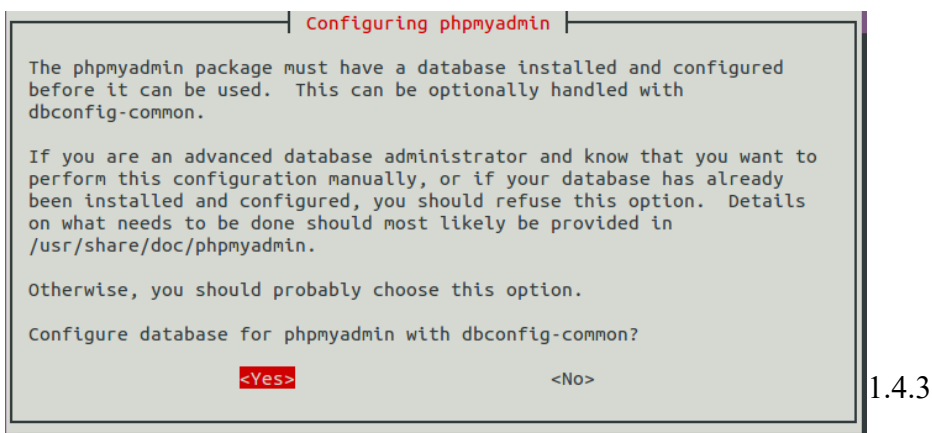 Configuring phpmyadmin
The phpmyadmin package must have a database installed and configured
before it can be used.  This can be optionally handled with
dbconfig-common.
If you are an advanced database administrator and know that you want to
perform this configuration manually, or if your database has already
been installed and configured, you should refuse this option.  Details
on what needs to be done should most likely be provided in
/usr/share/doc/phpmyadmin.
Otherwise, you should probably choose this option.
Configure database for phpmyadmin with dbconfig-common?
<Yes> <No>
1.4.3